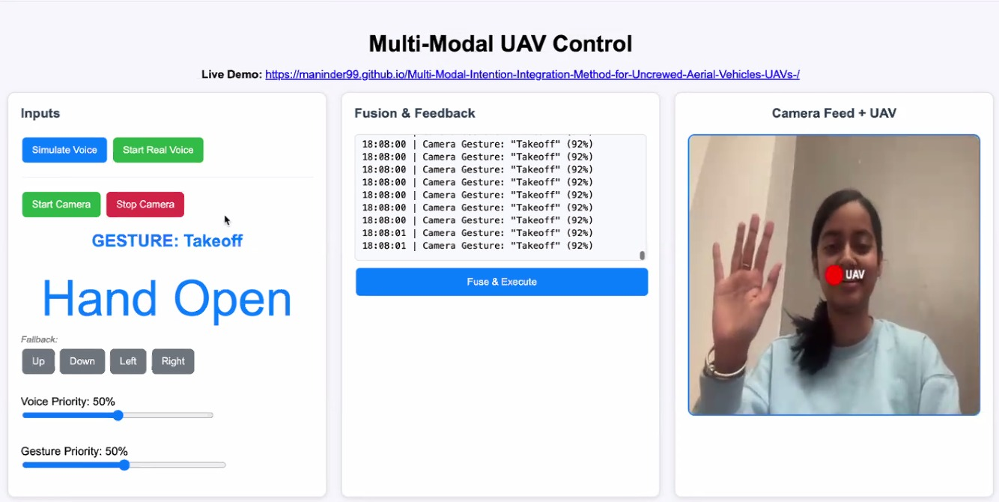 Multi-Modal UAV Control
Live Demo: https://maninder99.github.io/Multi-Modal-Intention-Integration-Method-for-Uncrewed-Aerial-Vehicles-UAVs-/
Inputs
Simulate Voice
Start Real Voice
Start Camera
Stop Camera
GESTURE: Takeoff
Hand Open
Fallback:
Up
Down
Left
Right
Voice Priority: 50%
Gesture Priority: 50%
Fusion & Feedback
18:08:00 | Camera Gesture: "Takeoff" (92%)
18:08:00 | Camera Gesture: "Takeoff" (92%)
18:08:00 | Camera Gesture: "Takeoff" (92%)
18:08:00 | Camera Gesture: "Takeoff" (92%)
18:08:00 | Camera Gesture: "Takeoff" (92%)
18:08:00 | Camera Gesture: "Takeoff" (92%)
18:08:00 | Camera Gesture: "Takeoff" (92%)
18:08:01 | Camera Gesture: "Takeoff" (92%)
18:08:01 | Camera Gesture: "Takeoff" (92%)
Fuse & Execute
Camera Feed + UAV
UAV